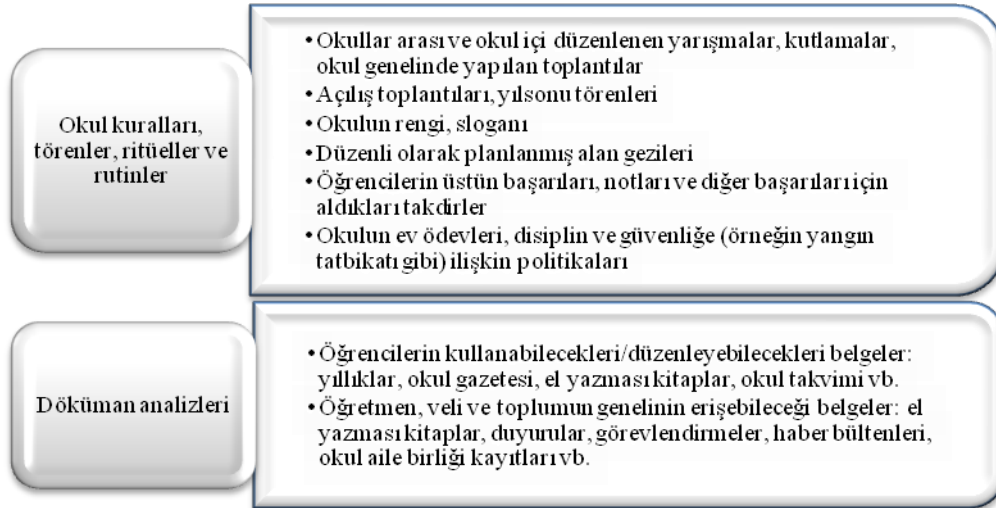 Okul kuralları,
törenler, ritüeller ve
rutinler
• Okullar arası ve okul içi düzenlenen yarışmalar, kutlamalar,
okul genelinde yapılan toplantılar
• Açılış toplantıları, yılsonu törenleri
• Okulun rengi, sloganı
• Düzenli olarak planlanmış alan gezileri
• Öğrencilerin üstün başarıları, notları ve diğer başarıları için
aldıkları takdirler
• Okulun ev ödevleri, disiplin ve güvenliğe (örneğin yangın
tatbikatı gibi) ilişkin politikaları
Döküman analizleri
• Öğrencilerin kullanabilecekleri/düzenleyebilecekleri belgeler:
yıllıklar, okul gazetesi, el yazması kitaplar, okul takvimi vb.
• Öğretmen, veli ve toplumun genelinin erişebileceği belgeler: el
yazması kitaplar, duyurular, görevlendirmeler, haber bültenleri,
okul aile birliği kayıtları vb.